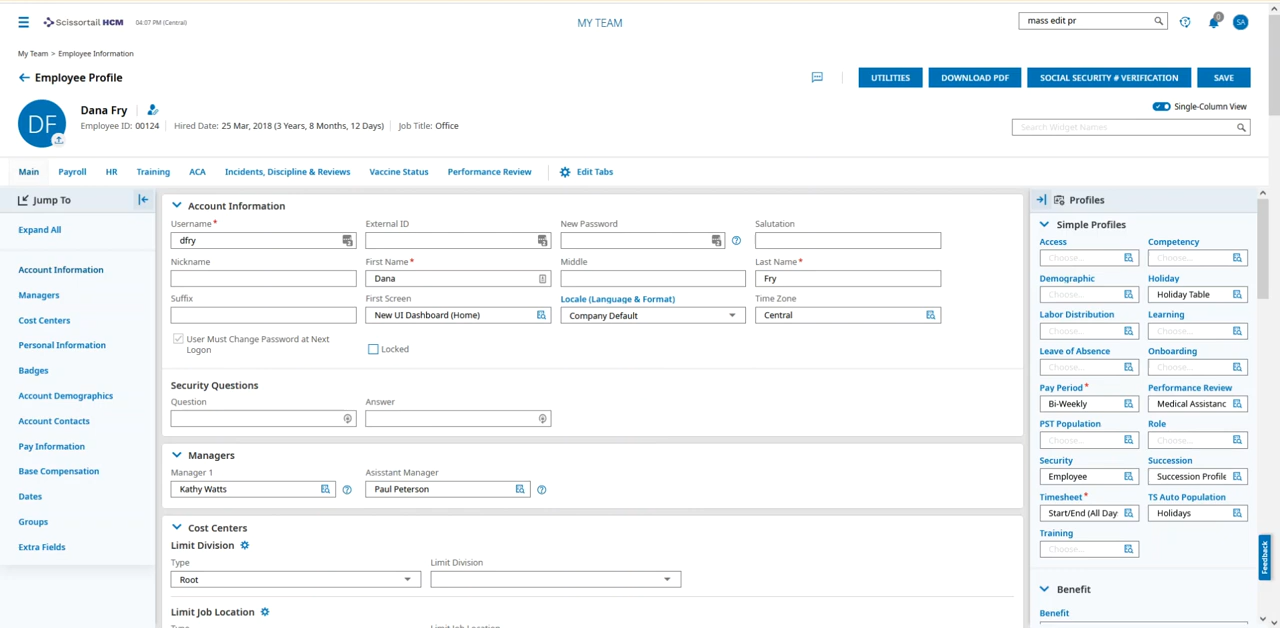 Scissortail HCM 04:07 PM (Central) MY TEAM mass edit pr 0 SA
My Team > Employee Information
Employee Profile UTILITIES DOWNLOAD PDF SOCIAL SECURITY # VERIFICATION SAVE
DF
Dana Fry
Employee ID: 00124 Hired Date: 25 Mar, 2018 (3 Years, 8 Months, 12 Days) Job Title: Office
Single-Column View
Search Widget Names
Main Payroll HR Training ACA Incidents, Discipline & Reviews Vaccine Status Performance Review Edit Tabs
Jump To
Expand All
Account Information
Managers
Cost Centers
Personal Information
Badges
Account Demographics
Account Contacts
Pay Information
Base Compensation
Dates
Groups
Extra Fields
Account Information
Username* External ID New Password Salutation
dfry
Nickname First Name* Middle Last Name*
Dana Fry
Suffix First Screen Locale (Language & Format) Time Zone
New UI Dashboard (Home) Company Default Central
User Must Change Password at Next
Logon
Locked
Security Questions
Question Answer
Managers
Manager 1 Asisstant Manager
Kathy Watts Paul Peterson
Cost Centers
Limit Division
Type Limit Division
Root
Limit Job Location
Type Limit Job Location
Profiles
Simple Profiles
Access Competency
Choose... Choose...
Demographic Holiday
Choose... Holiday Table
Labor Distribution Learning
Choose... Choose...
Leave of Absence Onboarding
Choose... Choose...
Pay Period* Performance Review
Bi-Weekly Medical Assistanc
PST Population Role
Choose... Choose...
Security Succession
Employee Succession Profile
Timesheet* TS Auto Population
Start/End (All Day Holidays
Training
Choose...
Benefit
Benefit
Feedback